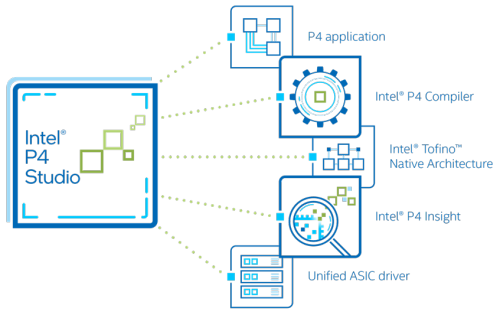 Intel®
P4
Studio
P4 application
Intel® P4 Compiler
Intel® Tofino™
Native Architecture
Intel® P4 Insight
Unified ASIC driver